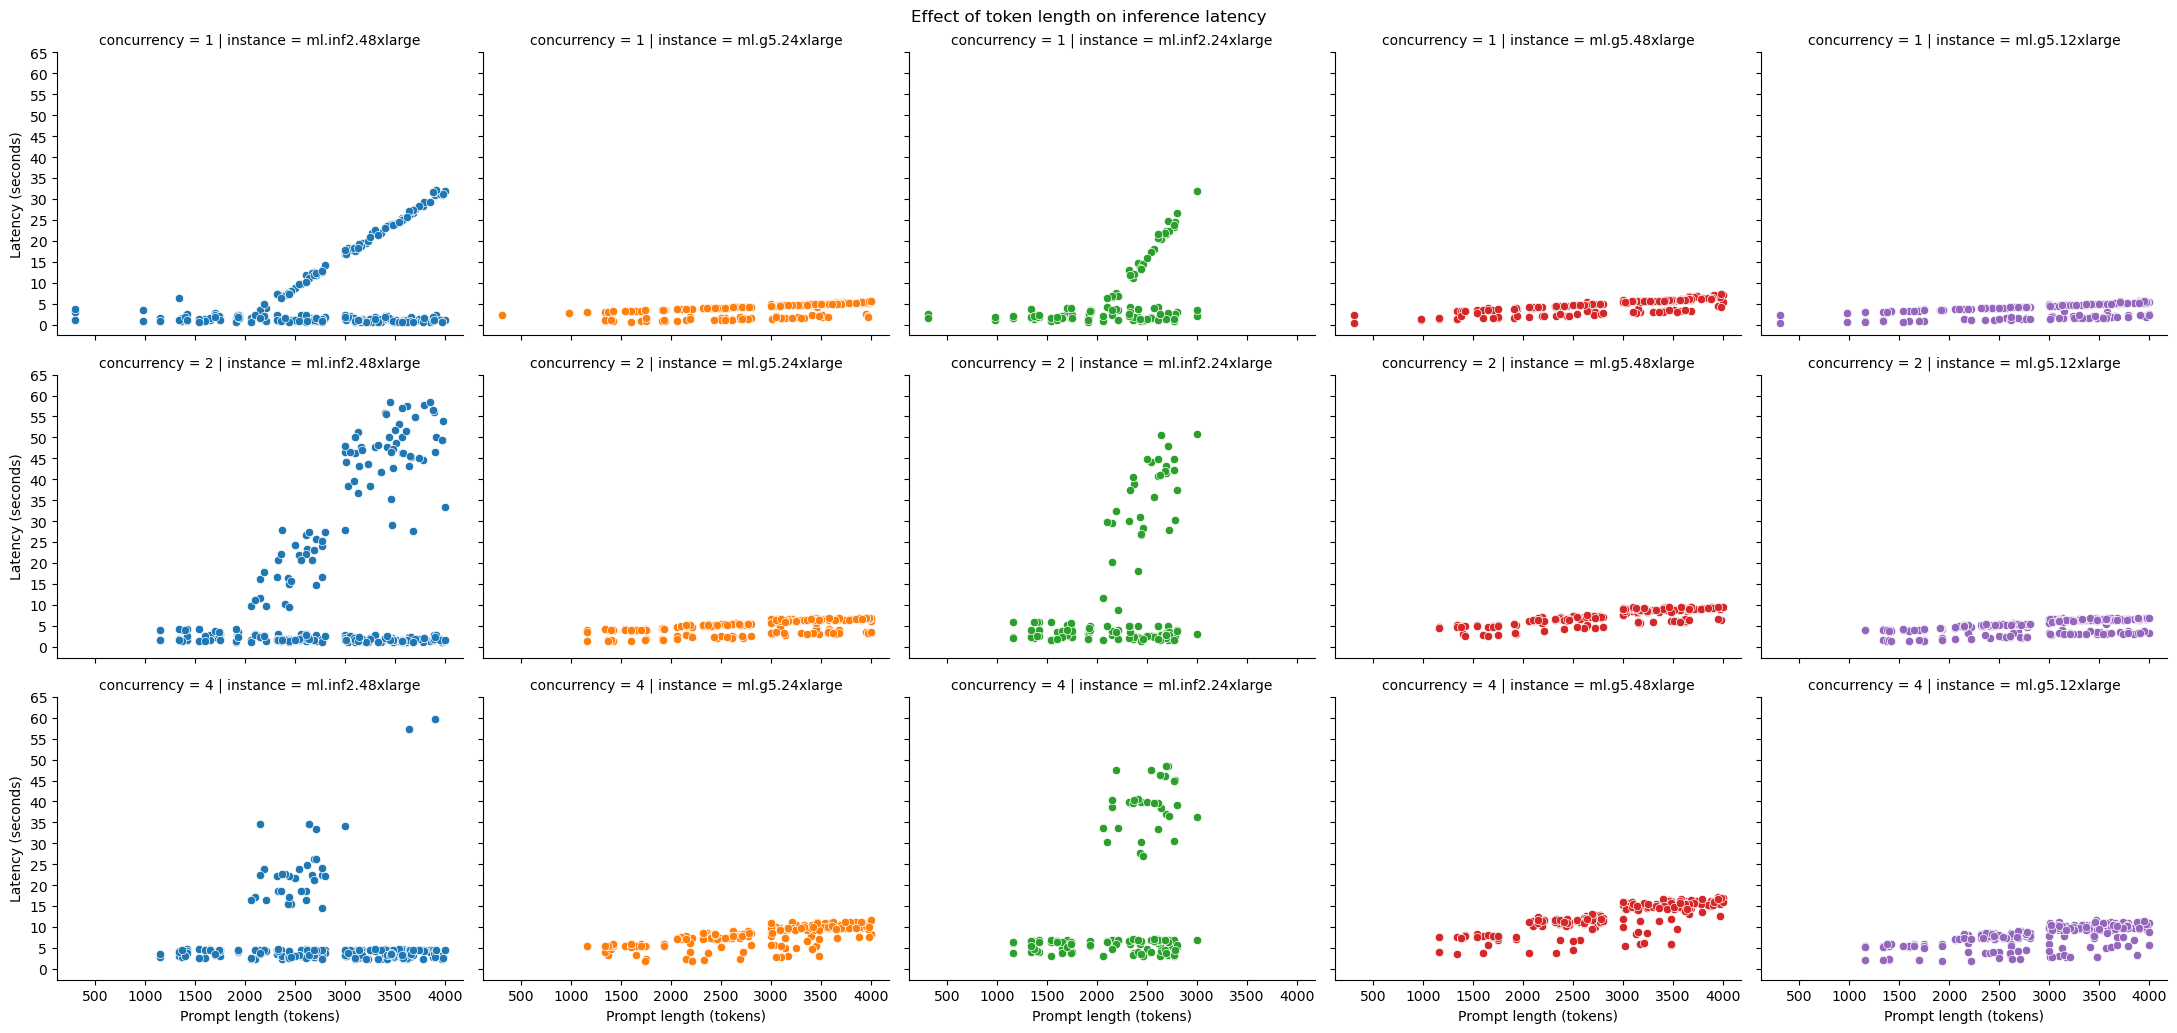 Effect of token length on inference latency
concurrency = 1 | instance = ml.inf2.48xlarge
concurrency = 1 | instance = ml.g5.24xlarge
concurrency = 1 | instance = ml.inf2.24xlarge
concurrency = 1 | instance = ml.g5.48xlarge
concurrency = 1 | instance = ml.g5.12xlarge
65
60
55
50
45
40
35
30
25
20
15
10
5
0
Latency (seconds)
concurrency = 2 | instance = ml.inf2.48xlarge
concurrency = 2 | instance = ml.g5.24xlarge
concurrency = 2 | instance = ml.inf2.24xlarge
concurrency = 2 | instance = ml.g5.48xlarge
concurrency = 2 | instance = ml.g5.12xlarge
65
60
55
50
45
40
35
30
25
20
15
10
5
0
Latency (seconds)
concurrency = 4 | instance = ml.inf2.48xlarge
concurrency = 4 | instance = ml.g5.24xlarge
concurrency = 4 | instance = ml.inf2.24xlarge
concurrency = 4 | instance = ml.g5.48xlarge
concurrency = 4 | instance = ml.g5.12xlarge
65
60
55
50
45
40
35
30
25
20
15
10
5
0
Latency (seconds)
500 1000 1500 2000 2500 3000 3500 4000
500 1000 1500 2000 2500 3000 3500 4000
500 1000 1500 2000 2500 3000 3500 4000
500 1000 1500 2000 2500 3000 3500 4000
500 1000 1500 2000 2500 3000 3500 4000
Prompt length (tokens)
Prompt length (tokens)
Prompt length (tokens)
Prompt length (tokens)
Prompt length (tokens)